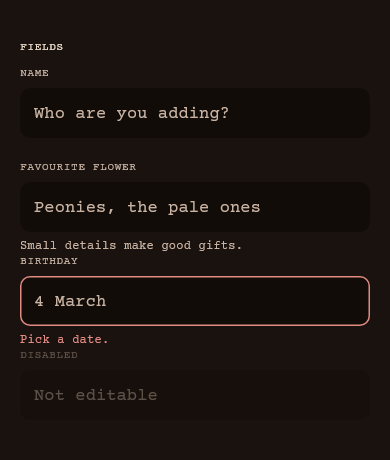 FIELDS
NAME
Who are you adding?
FAVOURITE FLOWER
Peonies, the pale ones
Small details make good gifts.
BIRTHDAY
4 March
Pick a date.
DISABLED
Not editable